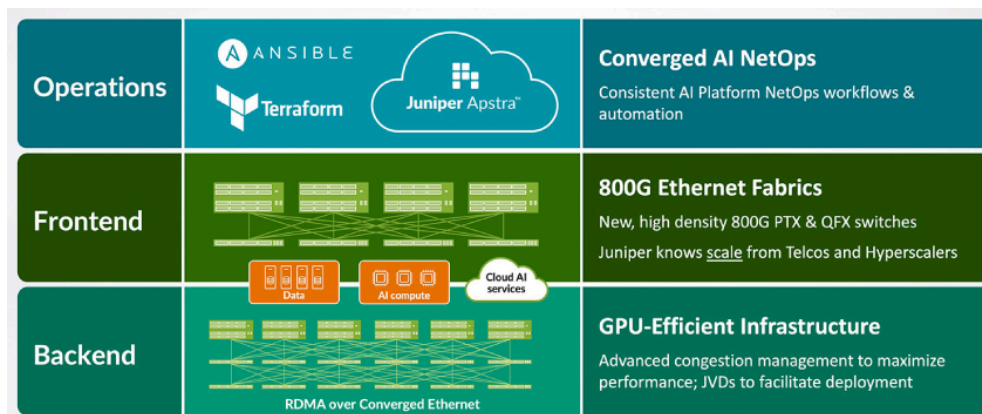 Operations
ANSIBLE
Terraform
Juniper Apstra™
Converged AI NetOps
Consistent AI Platform NetOps workflows &
automation
Frontend
800G Ethernet Fabrics
New, high density 800G PTX & QFX switches
Juniper knows scale from Telcos and Hyperscalers
Data
AI compute
Cloud AI
services
Backend
RDMA over Converged Ethernet
GPU-Efficient Infrastructure
Advanced congestion management to maximize
performance; JVDs to facilitate deployment